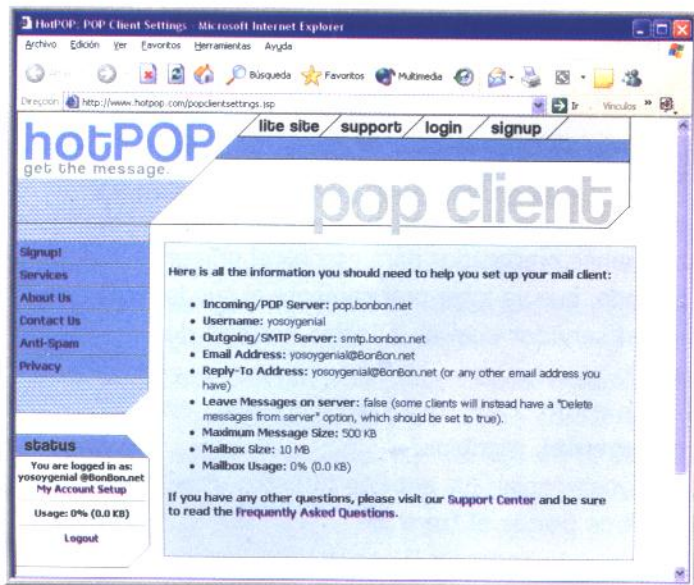 HotPOP: POP Client Settings - Microsoft Internet Explorer
Archivo Edición Ver Favoritos Herramientas Ayuda
Búsqueda Favoritos Multimedia
Dirección http://www.hotpop.com/popclientsettings.jsp Ir Vínculos »
hotPOP
get the message.
lite site / support / login / signup /
pop client
Signup!
Services
About Us
Contact Us
Anti-Spam
Privacy
status
You are logged in as:
yosoygenial @BonBon.net
My Account Setup
Usage: 0% (0.0 KB)
Logout
Here is all the information you should need to help you set up your mail client:
• Incoming/POP Server: pop.bonbon.net
• Username: yosoygenial
• Outgoing/SMTP Server: smtp.bonbon.net
• Email Address: yosoygenial@BonBon.net
• Reply-To Address: yosoygenial@BonBon.net (or any other email address you
have)
• Leave Messages on server: false (some clients will instead have a "Delete
messages from server" option, which should be set to true).
• Maximum Message Size: 500 KB
• Mailbox Size: 10 MB
• Mailbox Usage: 0% (0.0 KB)
If you have any other questions, please visit our Support Center and be sure
to read the Frequently Asked Questions.